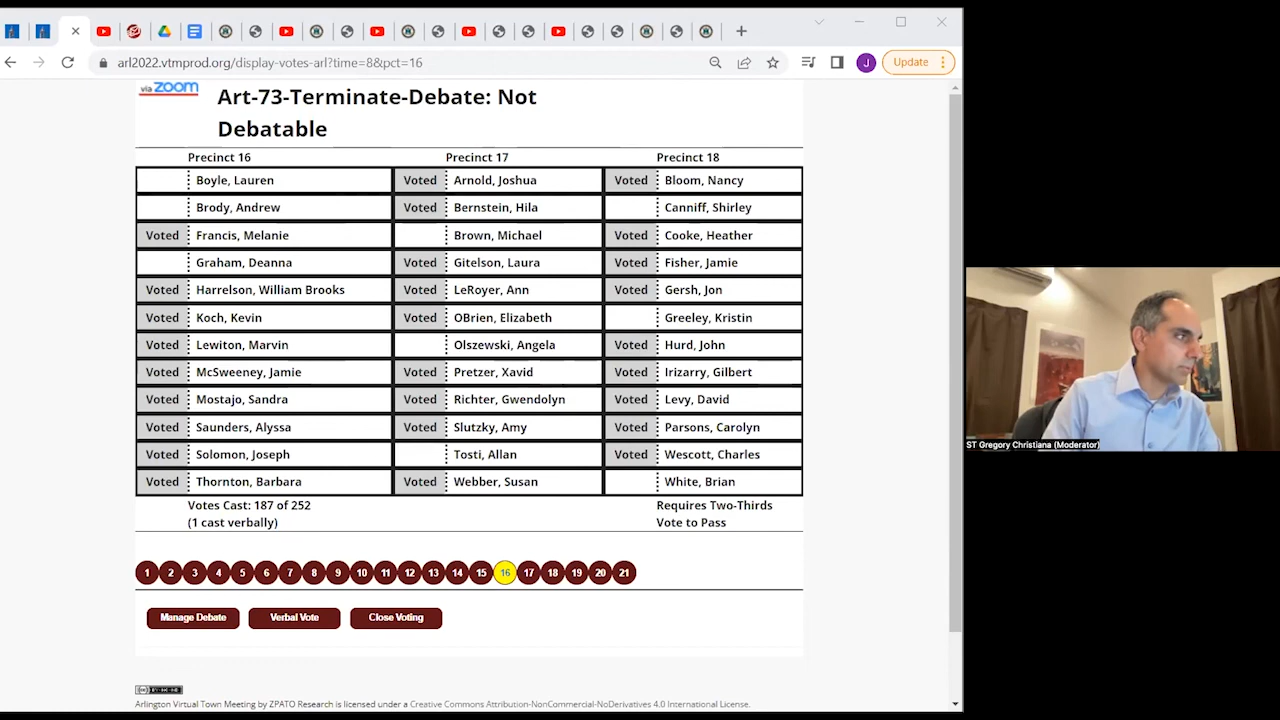 arl2022.vtmprod.org/display-votes-arl?time=8&pct=16
J
Update
via zoom
Art-73-Terminate-Debate: Not
Debatable
Precinct 16 Precinct 17 Precinct 18
Boyle, Lauren Voted Arnold, Joshua Voted Bloom, Nancy
Brody, Andrew Voted Bernstein, Hila Canniff, Shirley
Voted Francis, Melanie Brown, Michael Voted Cooke, Heather
Graham, Deanna Voted Gitelson, Laura Voted Fisher, Jamie
Voted Harrelson, William Brooks Voted LeRoyer, Ann Voted Gersh, Jon
Voted Koch, Kevin Voted OBrien, Elizabeth Greeley, Kristin
Voted Lewiton, Marvin Olszewski, Angela Voted Hurd, John
Voted McSweeney, Jamie Voted Pretzer, Xavid Voted Irizarry, Gilbert
Voted Mostajo, Sandra Voted Richter, Gwendolyn Voted Levy, David
Voted Saunders, Alyssa Voted Slutzky, Amy Voted Parsons, Carolyn
Voted Solomon, Joseph Tosti, Allan Voted Wescott, Charles
Voted Thornton, Barbara Voted Webber, Susan White, Brian
Votes Cast: 187 of 252 Requires Two-Thirds
(1 cast verbally) Vote to Pass
1 2 3 4 5 6 7 8 9 10 11 12 13 14 15 16 17 18 19 20 21
Manage Debate Verbal Vote Close Voting
Arlington Virtual Town Meeting by ZPATO Research is licensed under a Creative Commons Attribution-NonCommercial-NoDerivatives 4.0 International License.
ST Gregory Christiana (Moderator)